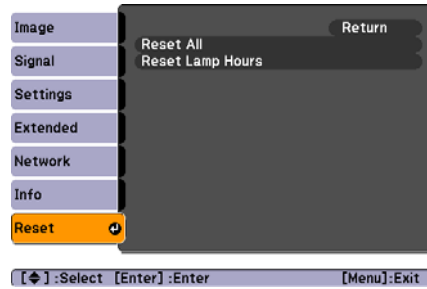 Image
Signal
Settings
Extended
Network
Info
Reset
Return
Reset All
Reset Lamp Hours
[◆] :Select [Enter] :Enter [Menu]:Exit